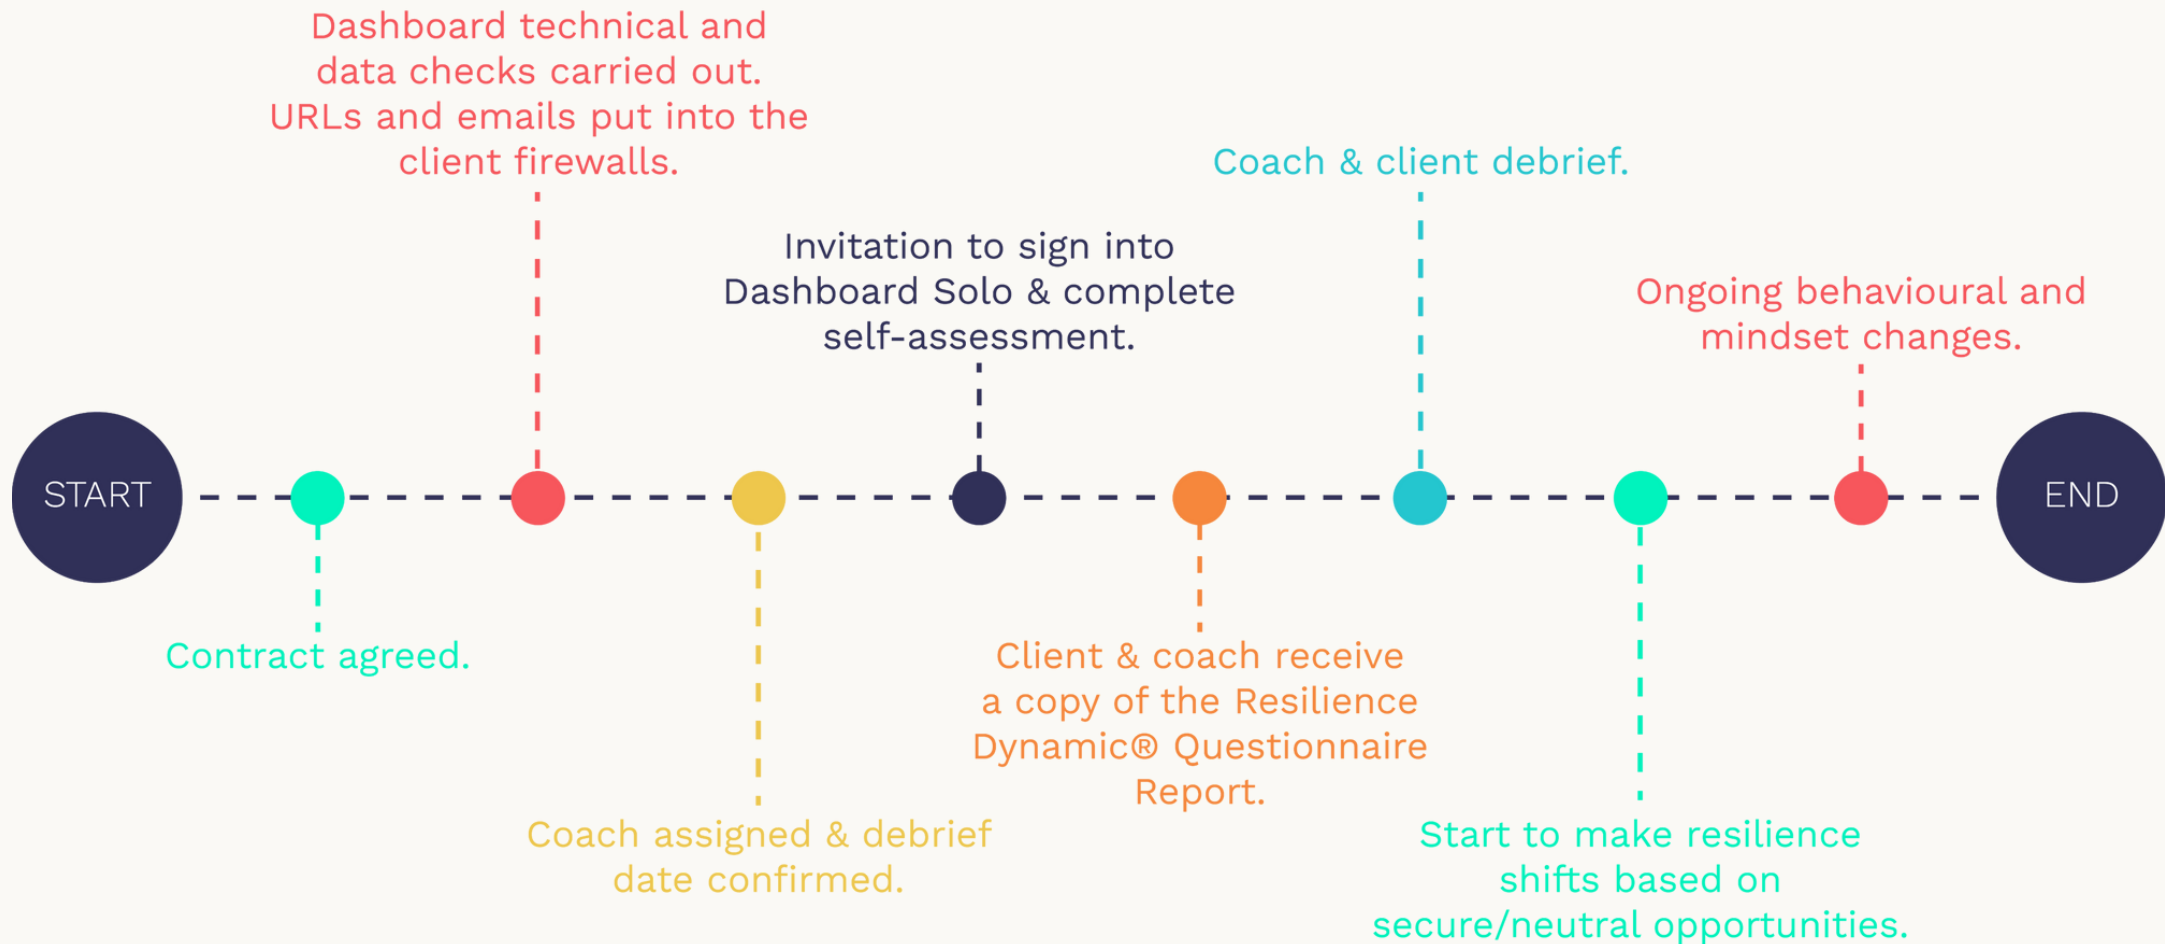 START
Contract agreed.
Dashboard technical and
data checks carried out.
URLs and emails put into the
client firewalls.
Coach assigned & debrief
date confirmed.
Invitation to sign into
Dashboard Solo & complete
self-assessment.
Client & coach receive
a copy of the Resilience
Dynamic® Questionnaire
Report.
Coach & client debrief.
Start to make resilience
shifts based on
secure/neutral opportunities.
Ongoing behavioural and
mindset changes.
END